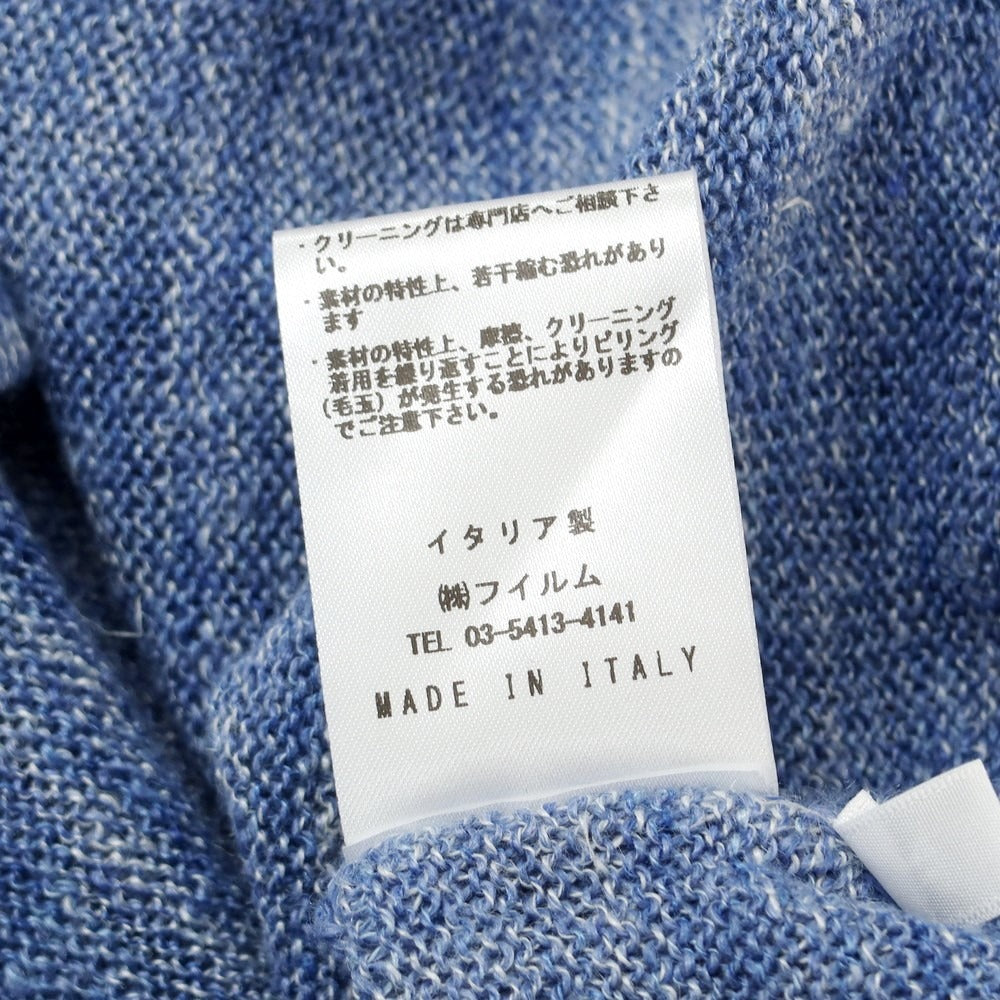 ・クリーニングは専門店へご相談下さ
い。
・素材の特性上、若干縮む恐れがあり
ます
・素材の特性上、摩擦、クリーニング
着用を繰り返すことによりピリング
(毛玉)が発生する恐れがありますの
でご注意下さい。
イタリア製
㈱フイルム
TEL 03-5413-4141
MADE IN ITALY